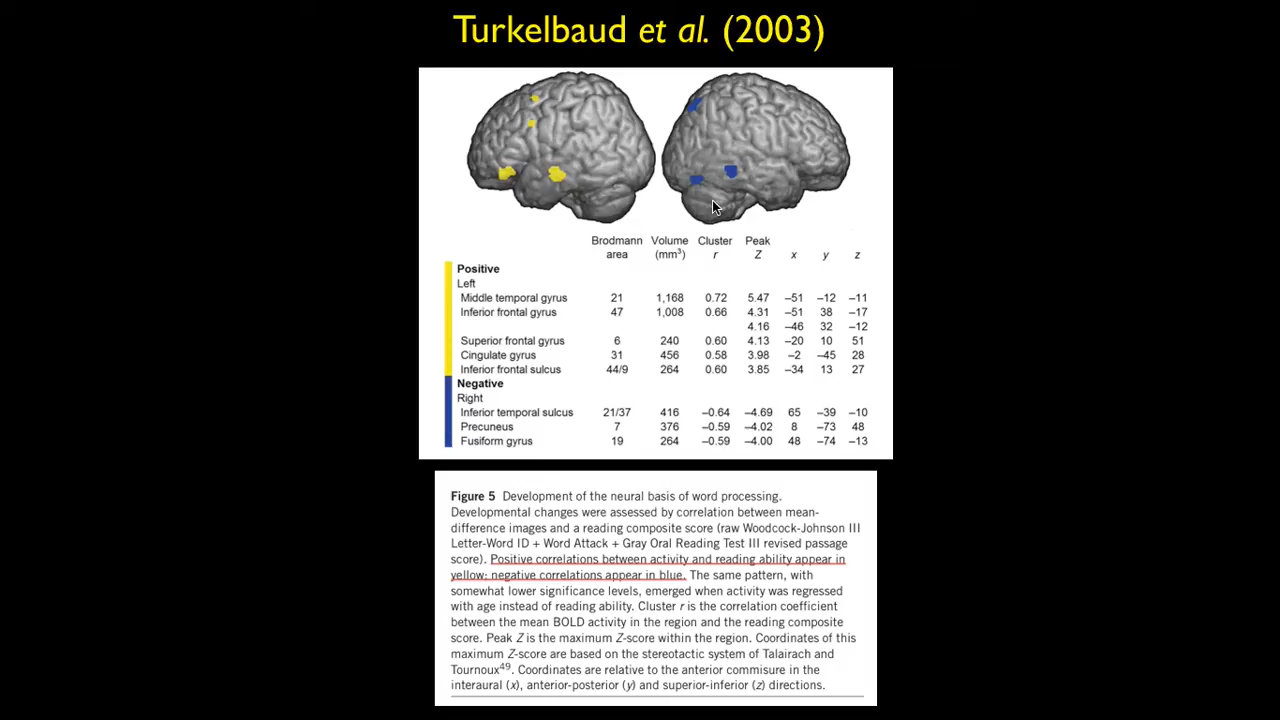 Turkelbaud et al. (2003)
Brodmann area Volume (mm³) Cluster r Peak Z x y z
Positive
Left
Middle temporal gyrus 21 1,168 0.72 5.47 –51 –12 –11
Inferior frontal gyrus 47 1,008 0.66 4.31 –51 38 –17
4.16 –46 32 –12
Superior frontal gyrus 6 240 0.60 4.13 –20 10 51
Cingulate gyrus 31 456 0.58 3.98 –2 –45 28
Inferior frontal sulcus 44/9 264 0.60 3.85 –34 13 27
Negative
Right
Inferior temporal sulcus 21/37 416 –0.64 –4.69 65 –39 –10
Precuneus 7 376 –0.59 –4.02 8 –73 48
Fusiform gyrus 19 264 –0.59 –4.00 48 –74 –13
Figure 5 Development of the neural basis of word processing.
Developmental changes were assessed by correlation between mean-
difference images and a reading composite score (raw Woodcock-Johnson III
Letter-Word ID + Word Attack + Gray Oral Reading Test III revised passage
score). Positive correlations between activity and reading ability appear in
yellow; negative correlations appear in blue. The same pattern, with
somewhat lower significance levels, emerged when activity was regressed
with age instead of reading ability. Cluster r is the correlation coefficient
between the mean BOLD activity in the region and the reading composite
score. Peak Z is the maximum Z-score within the region. Coordinates of this
maximum Z-score are based on the stereotactic system of Talairach and
Tournoux⁴⁹. Coordinates are relative to the anterior commisure in the
interaural (x), anterior-posterior (y) and superior-inferior (z) directions.